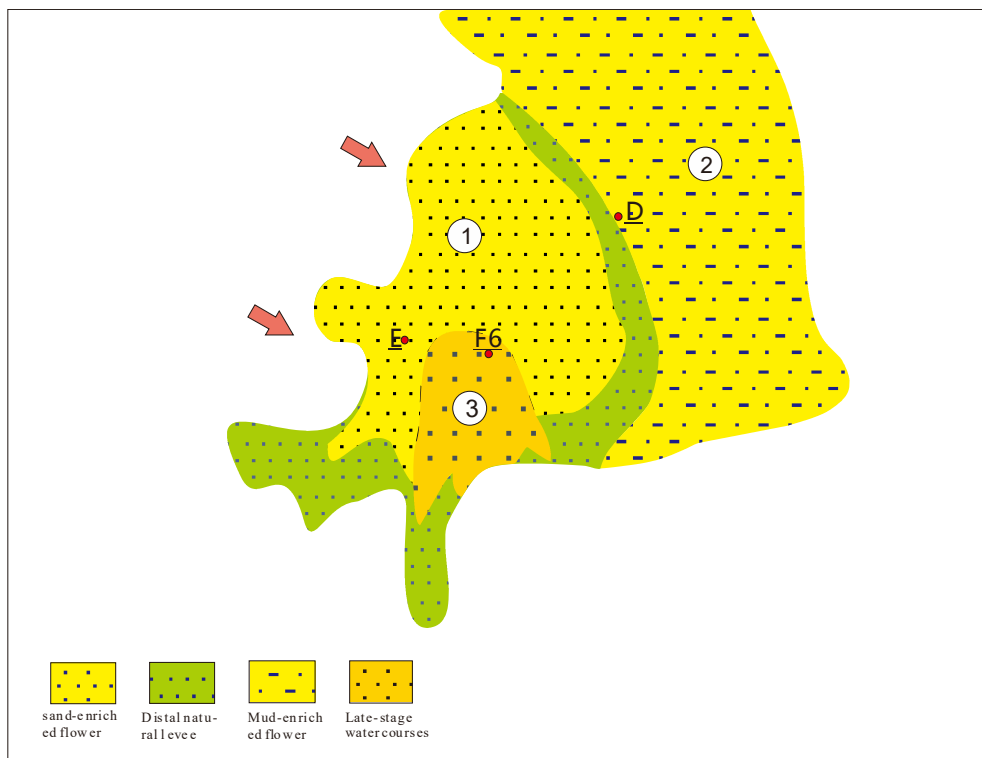 2
D
1
E
F6
3
sand-enrich
ed flower
Distal natu-
ral levee
Mud-enrich
ed flower
Late-stage
water courses